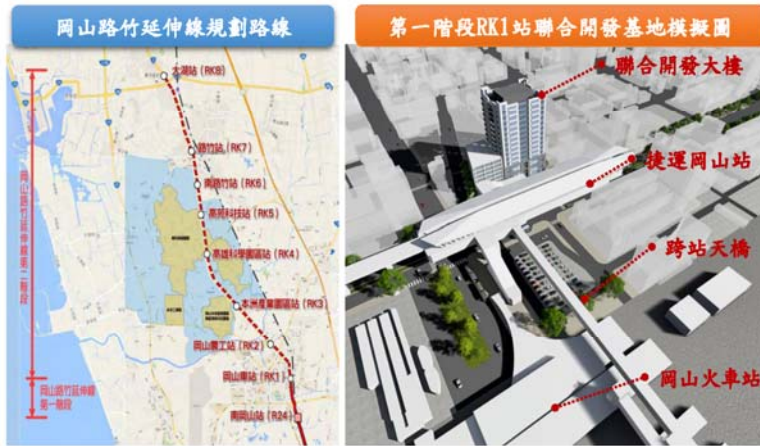 岡山路竹延伸線規劃路線
大湖站(RK8)
路竹站(RK7)
南路竹站(RK6)
高苑科技站(RK5)
高雄科學園區站(RK4)
本洲產業園區站(RK3)
岡山農工站(RK2)
岡山車站(RK1)
南岡山站(R24)
岡山路竹延伸線第二階段
岡山路竹延伸線
第一階段
第一階段RK1站聯合開發基地模擬圖
聯合開發大樓
捷運岡山站
跨站天橋
岡山火車站